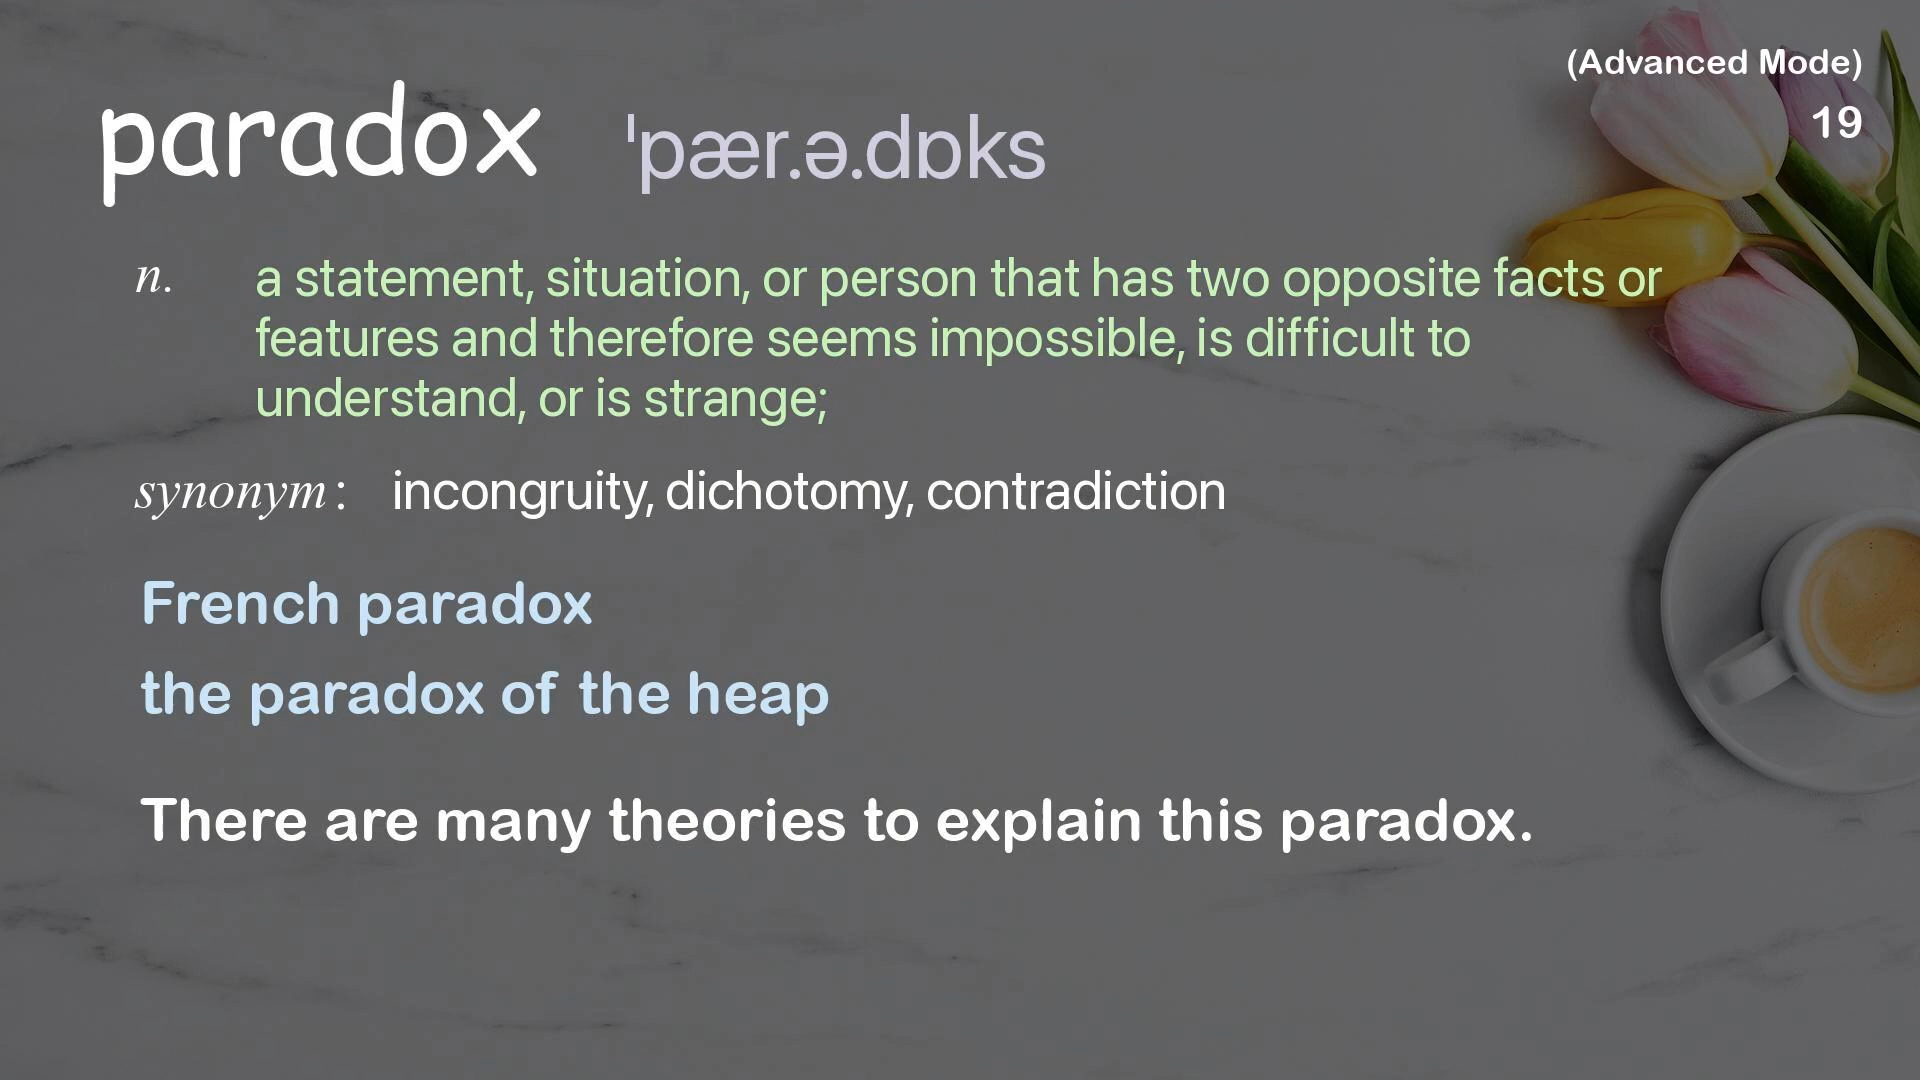 (Advanced Mode)
19
paradox ˈpær.ə.dɒks
n. a statement, situation, or person that has two opposite facts or
features and therefore seems impossible, is difficult to
understand, or is strange;
synonym : incongruity, dichotomy, contradiction
French paradox
the paradox of the heap
There are many theories to explain this paradox.